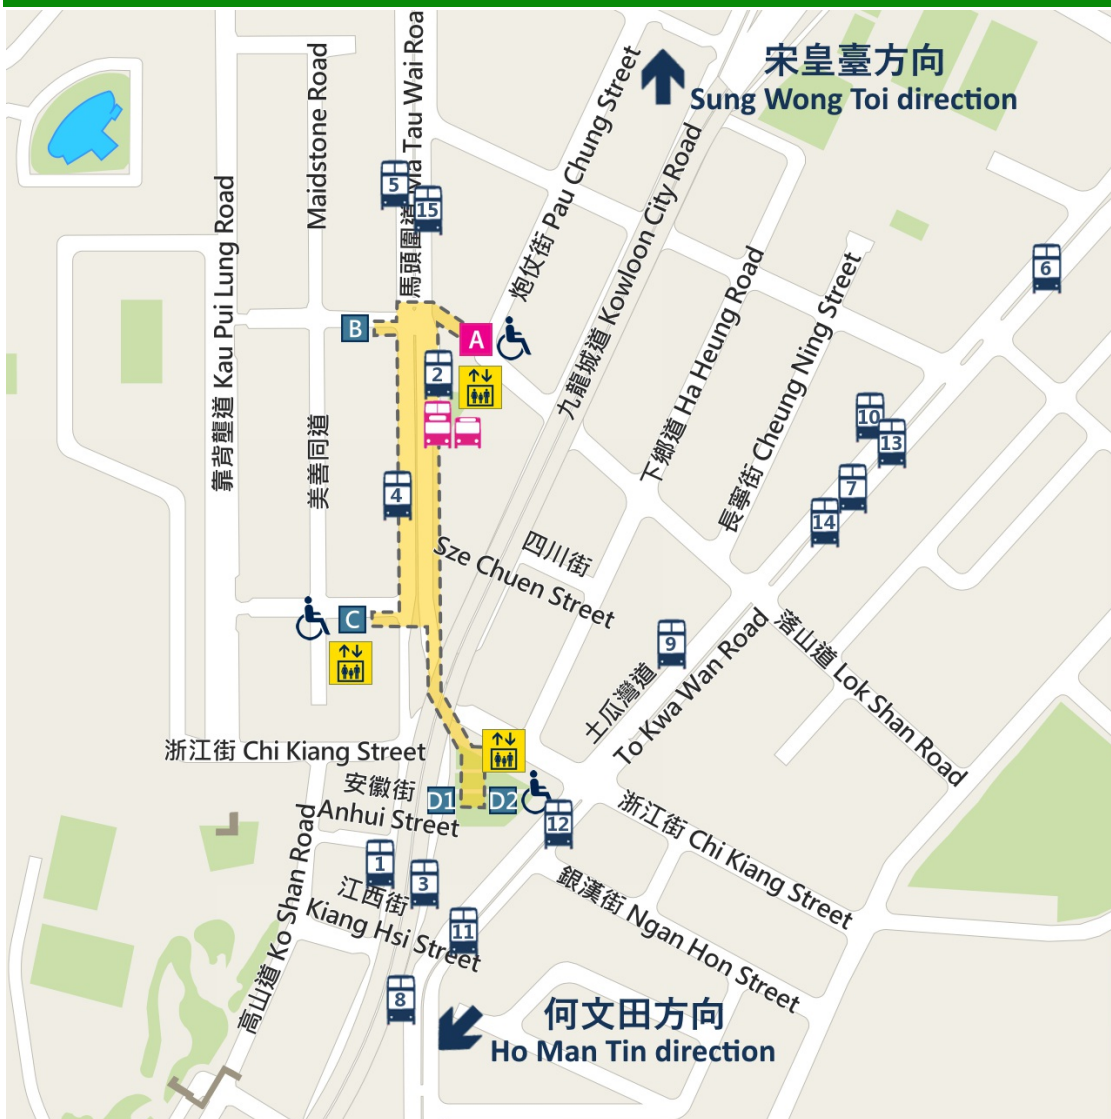 宋皇臺方向
Sung Wong Toi direction
Maidstone Road
美善同道
馬頭圍道 Ma Tau Wai Roa
炮仗街 Pau Chung Street
九龍城道 Kowloon City Road
靠背壟道 Kau Pui Lung Road
下鄉道 Ha Heung Road
長寧街 Cheung Ning Street
5
15
6
B
A
2
10
13
4
7
14
四川街
Sze Chuen Street
C
9
土瓜灣道
To Kwa Wan Road
落山道 Lok Shan Road
浙江街 Chi Kiang Street
安徽街
Anhui Street
D1
D2
12
浙江街 Chi Kiang Street
1
3
江西街
Kiang Hsi Street
11
銀漢街 Ngan Hon Street
高山道 Ko Shan Road
8
何文田方向
Ho Man Tin direction